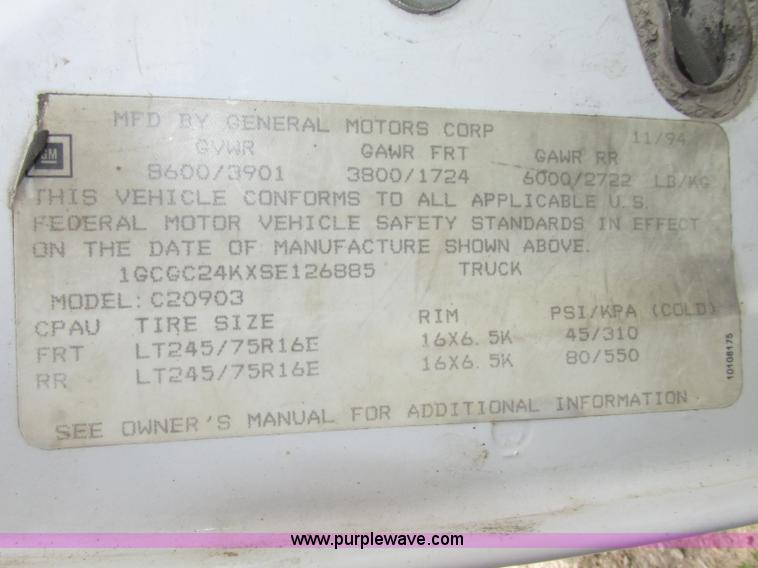 MFD BY GENERAL MOTORS CORP 11/94
GM
GVWR GAWR FRT GAWR RR
8600/3901 3800/1724 6000/2722 LB/KG
THIS VEHICLE CONFORMS TO ALL APPLICABLE U.S.
FEDERAL MOTOR VEHICLE SAFETY STANDARDS IN EFFECT
ON THE DATE OF MANUFACTURE SHOWN ABOVE.
1GCGC24KXSE126885 TRUCK
MODEL: C20903
CPAU TIRE SIZE RIM PSI/KPA (COLD)
FRT LT245/75R16E 16X6.5K 45/310
RR LT245/75R16E 16X6.5K 80/550
SEE OWNER'S MANUAL FOR ADDITIONAL INFORMATION
10108175
www.purplewave.com